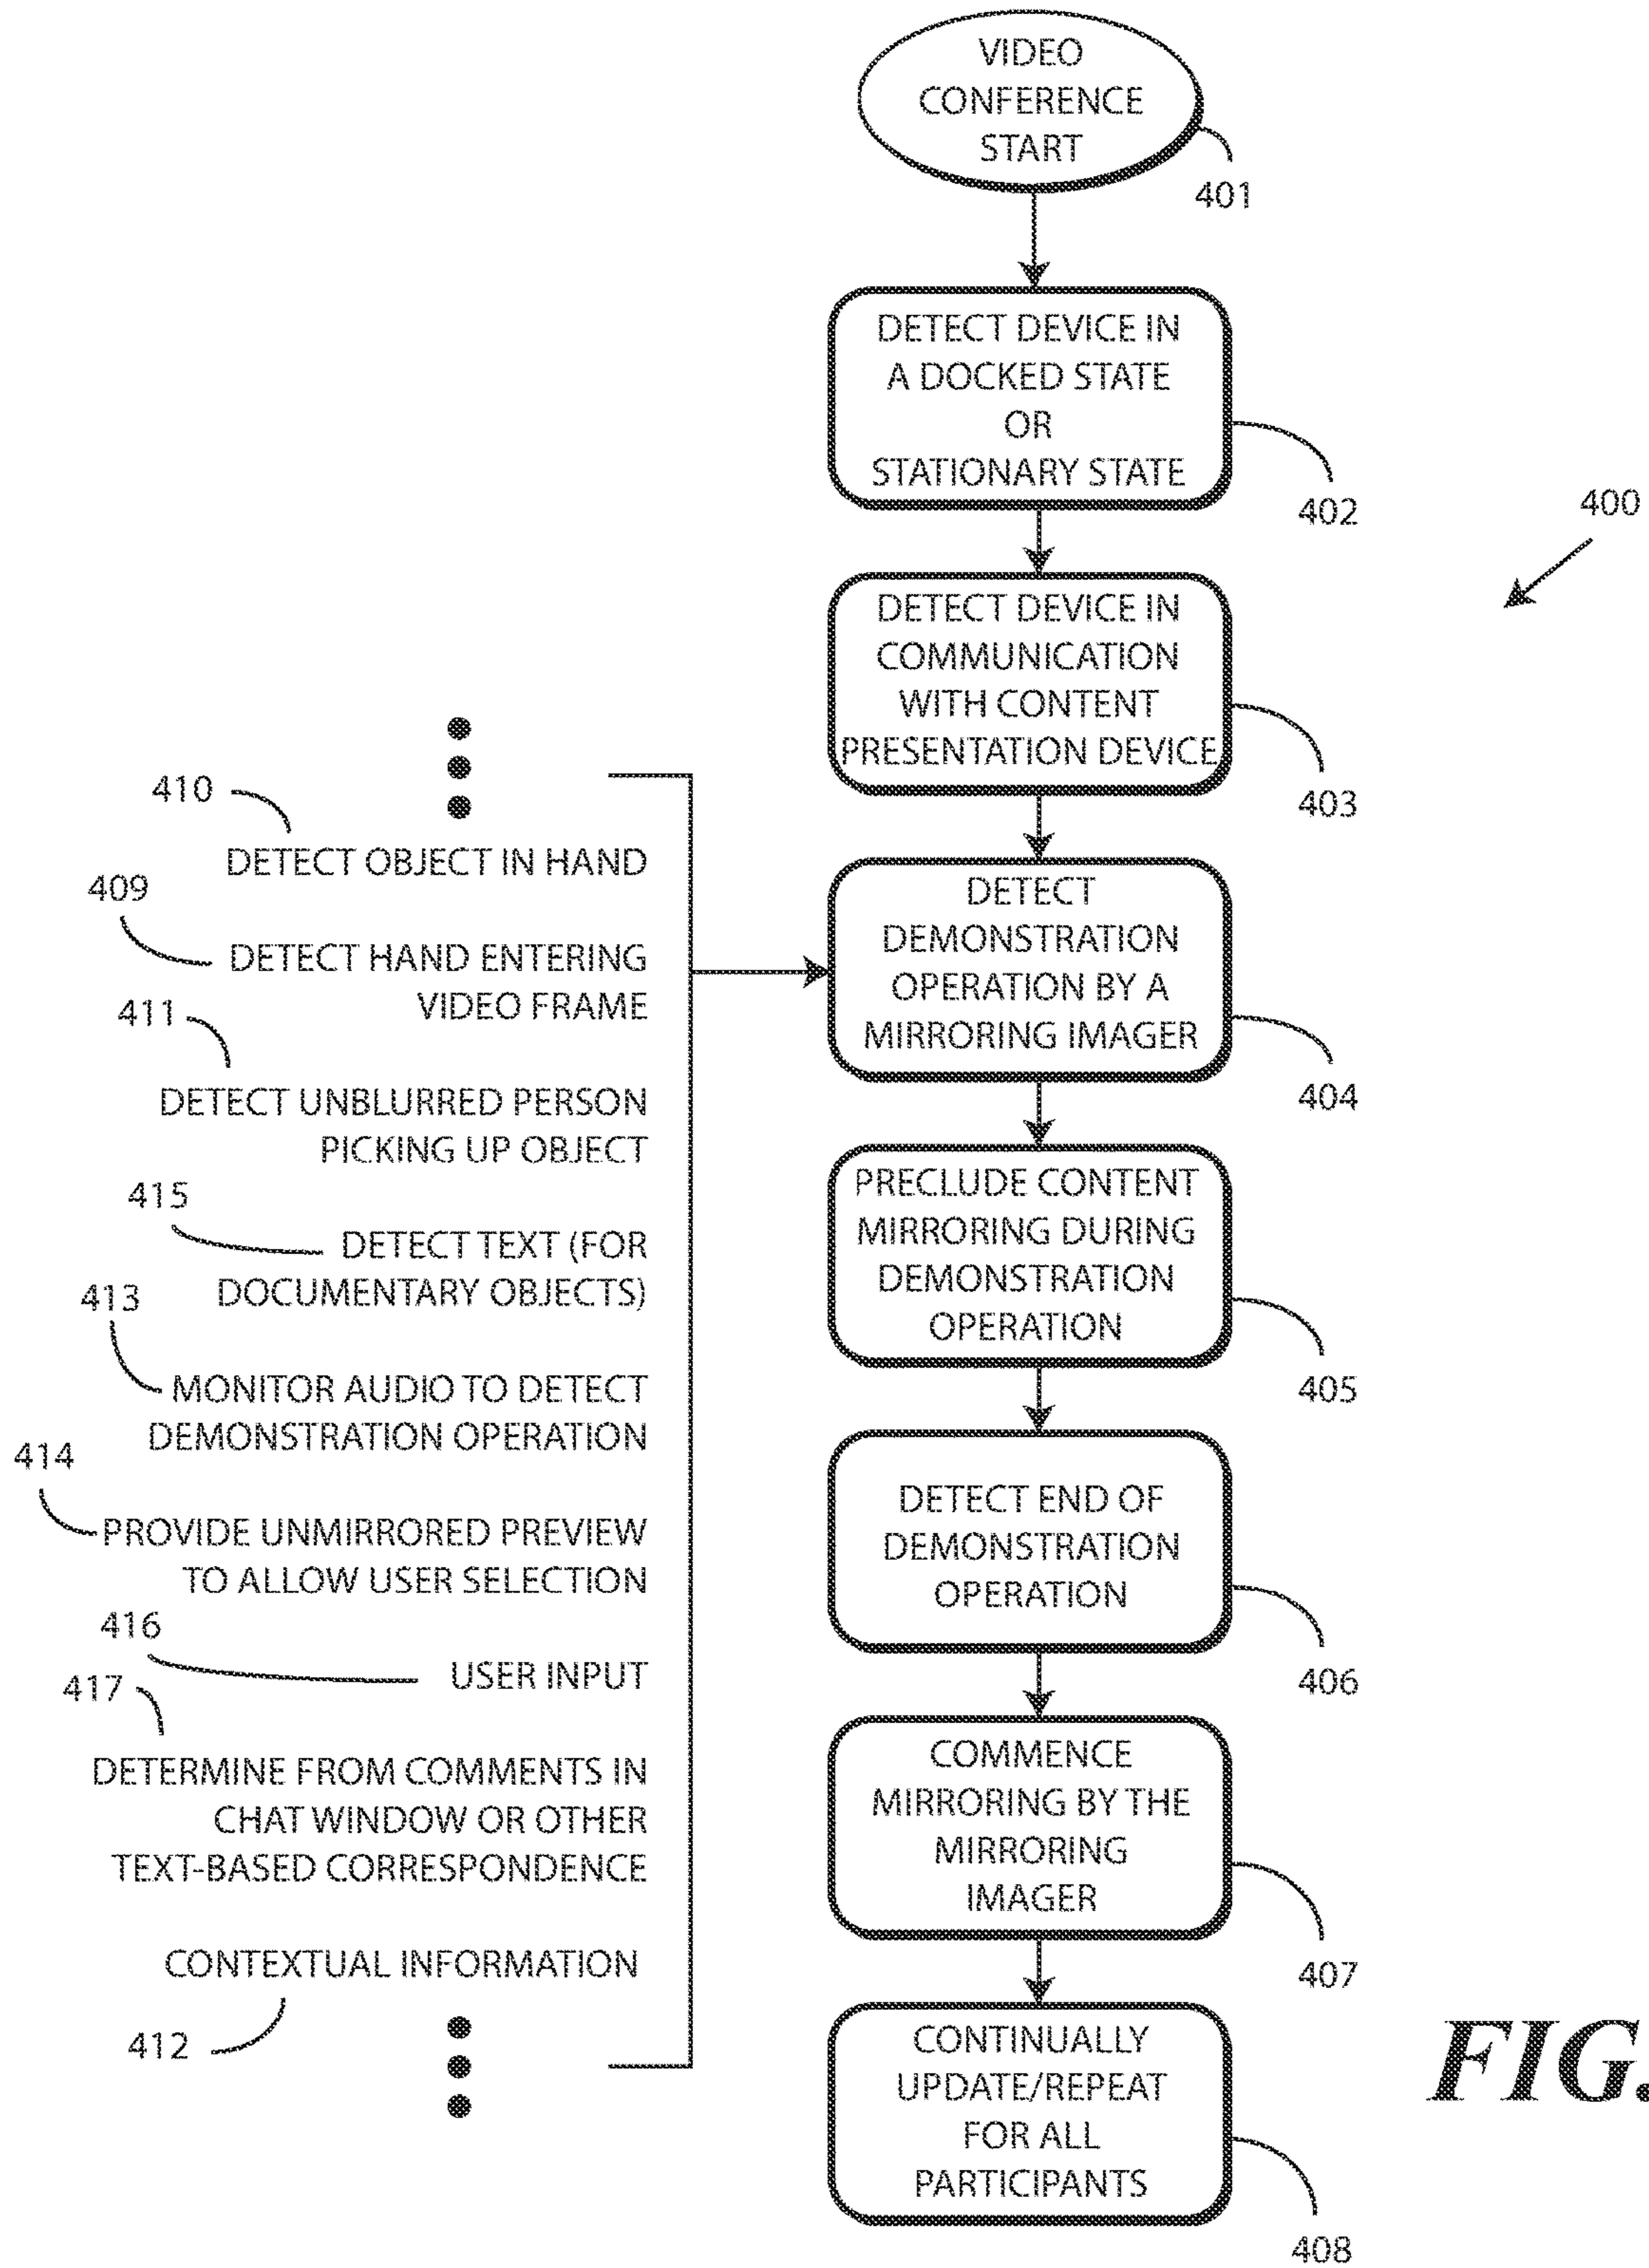 VIDEO
CONFERENCE
START
401
DETECT DEVICE IN
A DOCKED STATE
OR
STATIONARY STATE
402
400
DETECT DEVICE IN
COMMUNICATION
WITH CONTENT
PRESENTATION DEVICE
403
410
DETECT OBJECT IN HAND
409
DETECT HAND ENTERING
VIDEO FRAME
411
DETECT UNBLURRED PERSON
PICKING UP OBJECT
415
DETECT TEXT (FOR
DOCUMENTARY OBJECTS)
413
MONITOR AUDIO TO DETECT
DEMONSTRATION OPERATION
414
PROVIDE UNMIRRORED PREVIEW
TO ALLOW USER SELECTION
416
USER INPUT
417
DETERMINE FROM COMMENTS IN
CHAT WINDOW OR OTHER
TEXT-BASED CORRESPONDENCE
CONTEXTUAL INFORMATION
412
DETECT
DEMONSTRATION
OPERATION BY A
MIRRORING IMAGER
404
PRECLUDE CONTENT
MIRRORING DURING
DEMONSTRATION
OPERATION
405
DETECT END OF
DEMONSTRATION
OPERATION
406
COMMENCE
MIRRORING BY THE
MIRRORING
IMAGER
407
CONTINUALLY
UPDATE/REPEAT
FOR ALL
PARTICIPANTS
408
FIG.